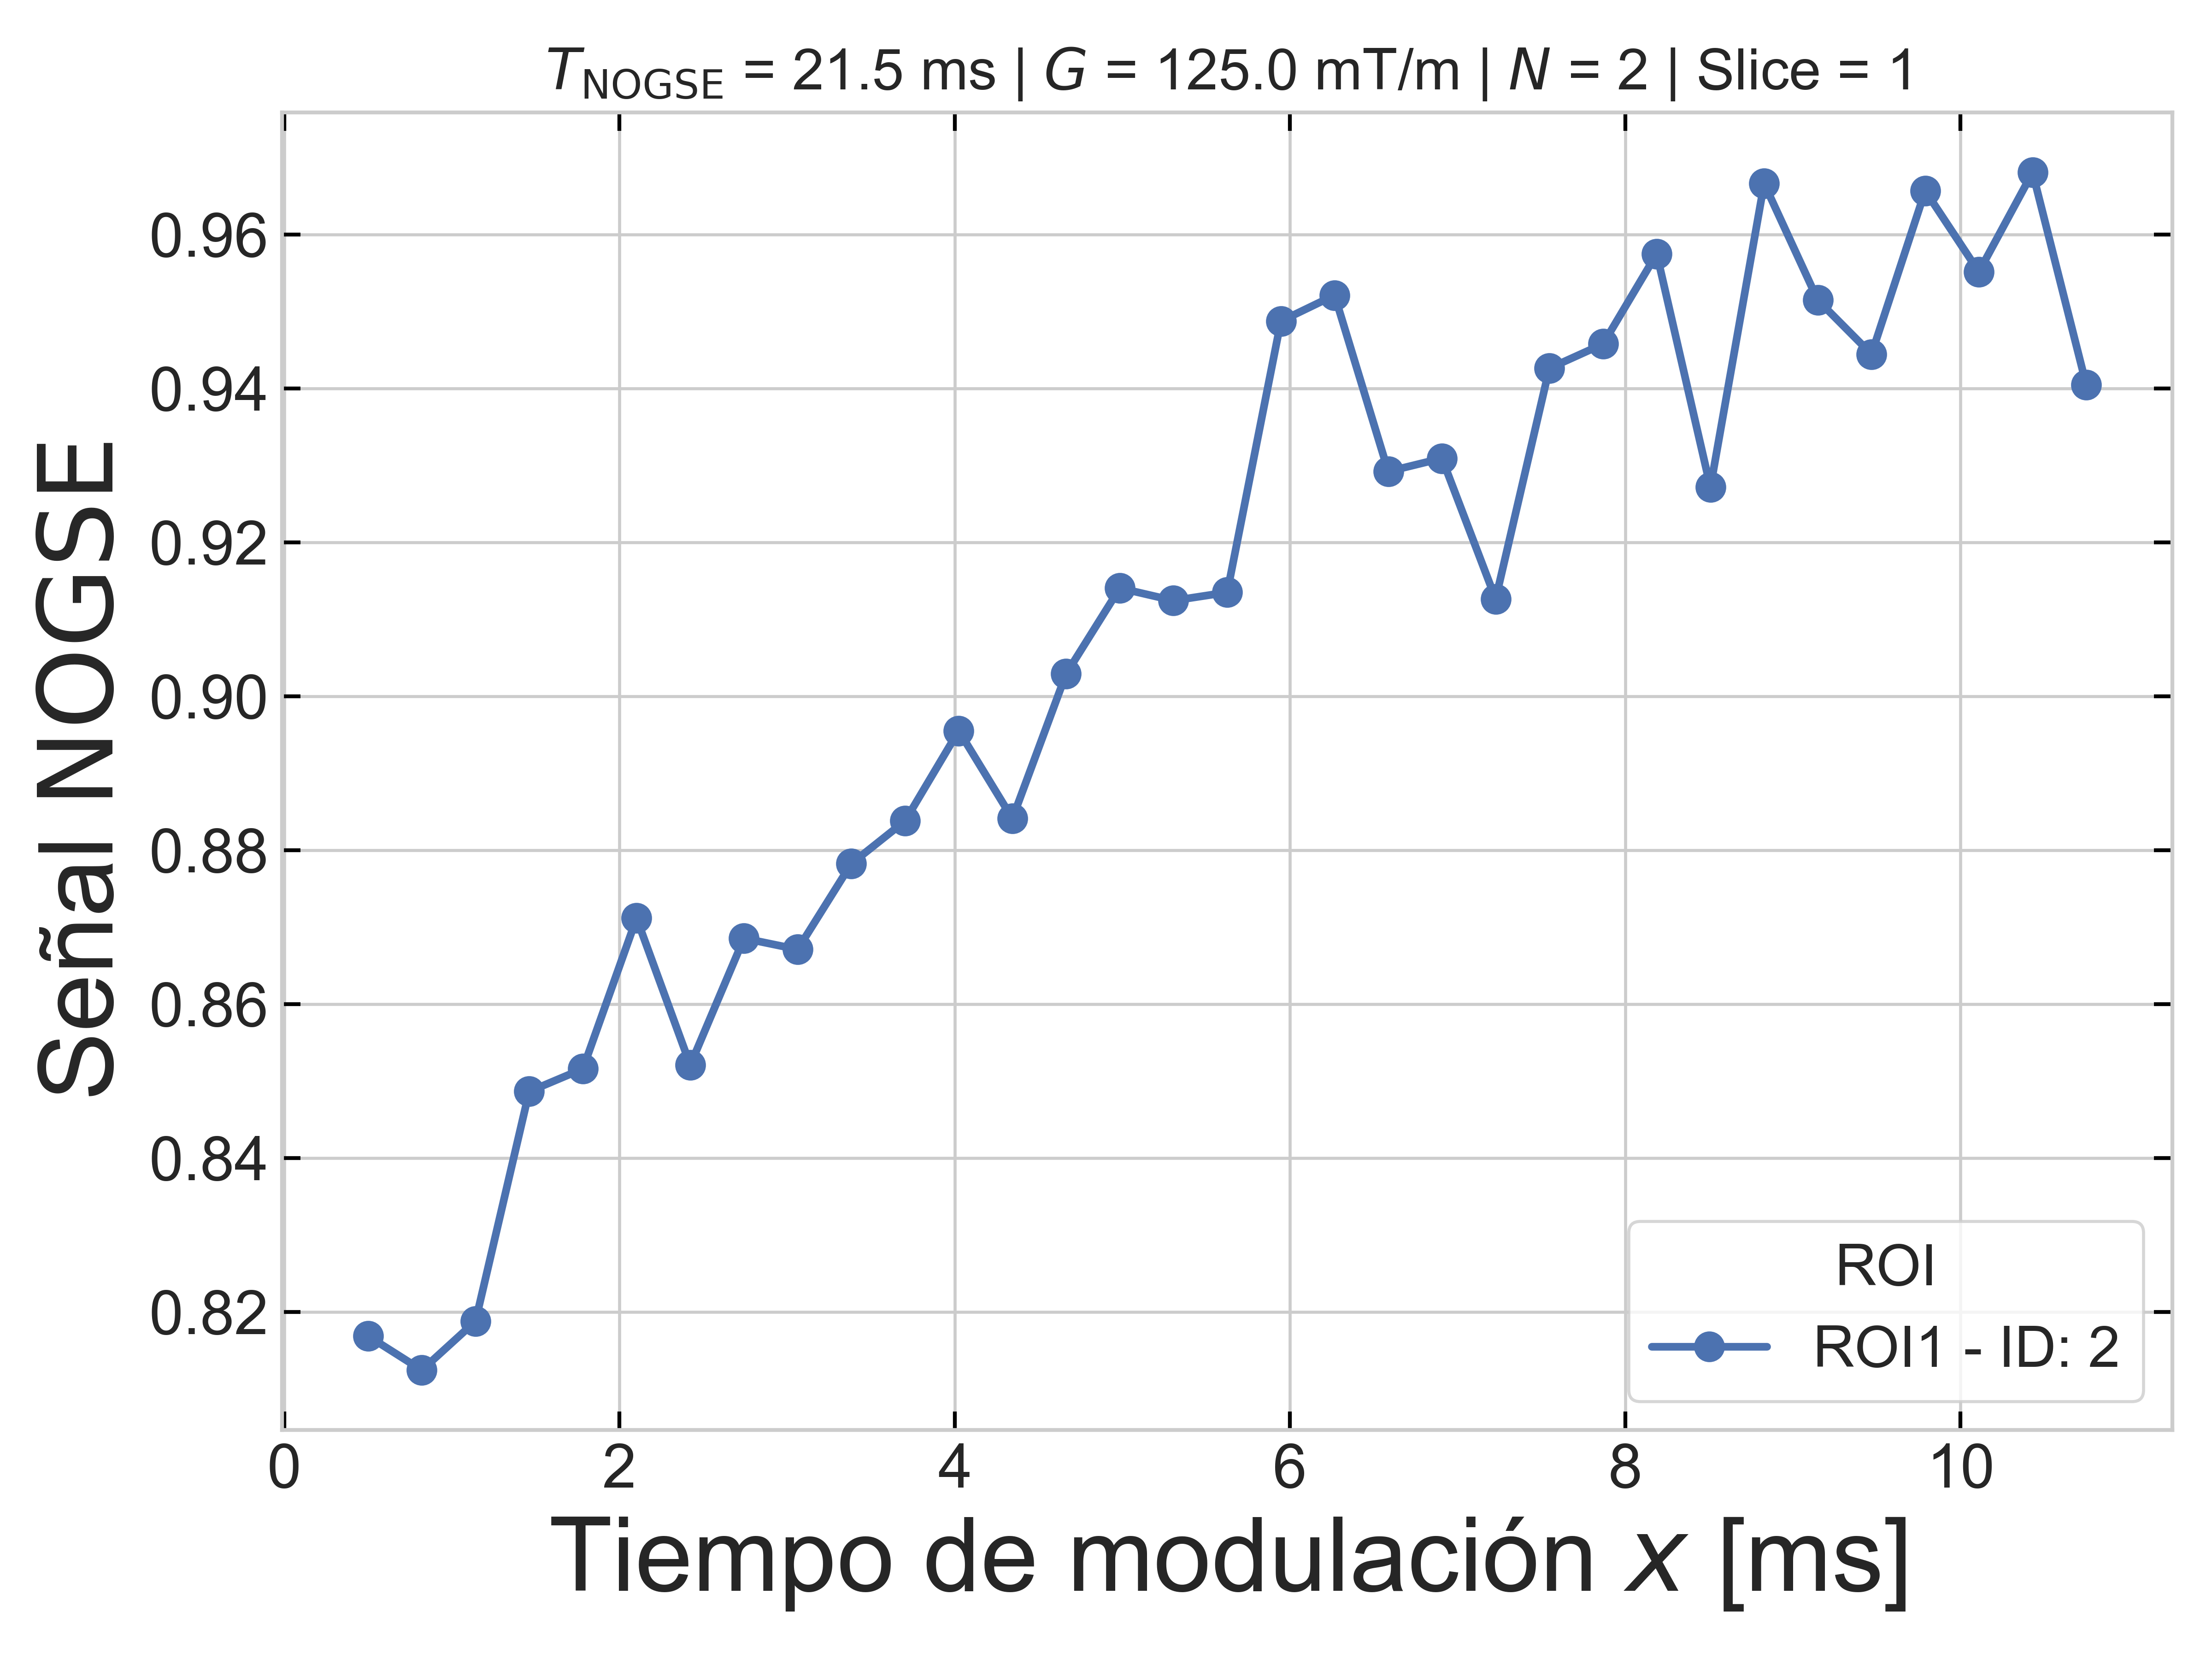 T_NOGSE = 21.5 ms | G = 125.0 mT/m | N = 2 | Slice = 1
Señal NOGSE
0.96
0.94
0.92
0.90
0.88
0.86
0.84
0.82
ROI
ROI1 - ID: 2
0 2 4 6 8 10
Tiempo de modulación x [ms]